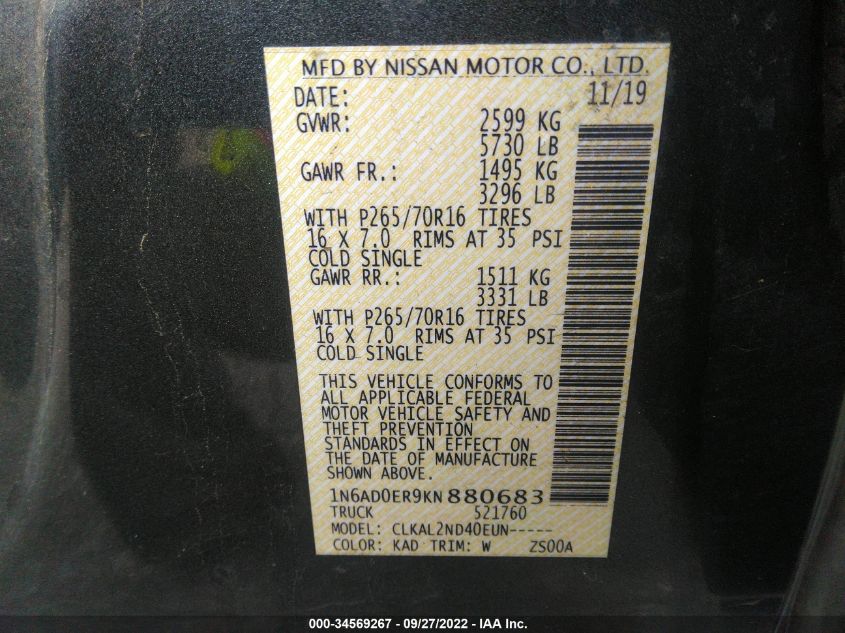 MFD BY NISSAN MOTOR CO., LTD.
DATE: 11/19
GVWR: 2599 KG
5730 LB
GAWR FR.: 1495 KG
3296 LB
WITH P265/70R16 TIRES
16 X 7.0 RIMS AT 35 PSI
COLD SINGLE
GAWR RR.: 1511 KG
3331 LB
WITH P265/70R16 TIRES
16 X 7.0 RIMS AT 35 PSI
COLD SINGLE
THIS VEHICLE CONFORMS TO
ALL APPLICABLE FEDERAL
MOTOR VEHICLE SAFETY AND
THEFT PREVENTION
STANDARDS IN EFFECT ON
THE DATE OF MANUFACTURE
SHOWN ABOVE.
1N6AD0ER9KN880683
TRUCK 521760
MODEL: CLKAL2ND40EUN-----
COLOR: KAD TRIM: W ZS00A
000-34569267 - 09/27/2022 - IAA Inc.